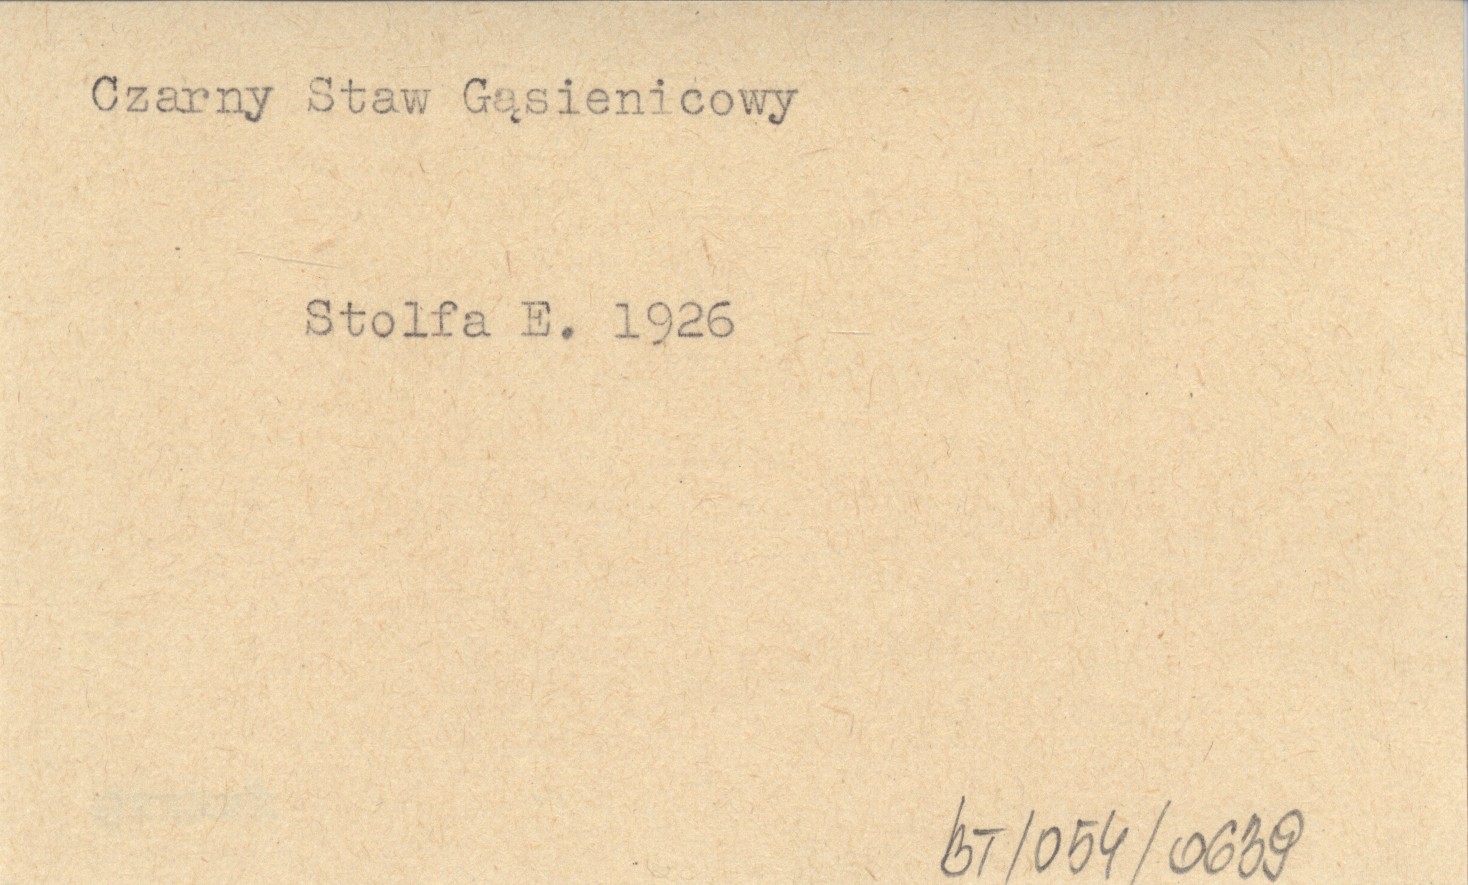 Czarny Staw Gąsienicowy
Stolfa E. 1926
BT/054/0639